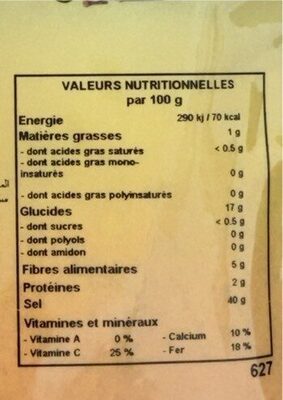 VALEURS NUTRITIONNELLES
par 100 g
Energie 290 kj / 70 kcal
Matières grasses 1 g
- dont acides gras saturés < 0.5 g
- dont acides gras mono-
insaturés 0 g
- dont acides gras polyinsaturés 0 g
Glucides 17 g
- dont sucres < 0.5 g
- dont polyols 0 g
- dont amidon 0 g
Fibres alimentaires 5 g
Protéines 2 g
Sel 40 g
Vitamines et minéraux
- Vitamine A 0 % - Calcium 10 %
- Vitamine C 25 % - Fer 18 %
627